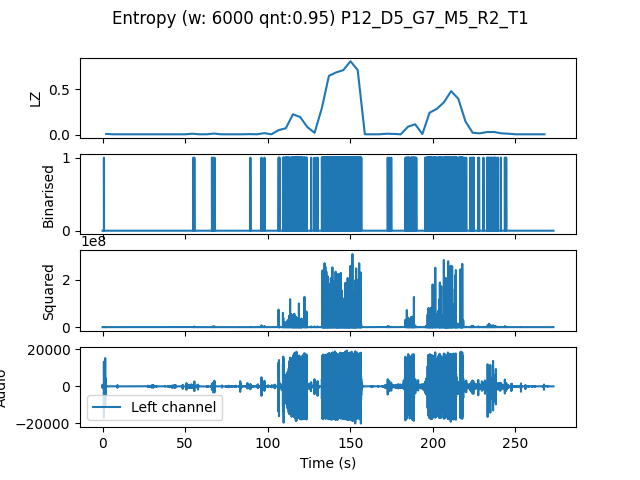 Entropy (w: 6000 qnt:0.95) P12_D5_G7_M5_R2_T1
LZ
0.5
0.0
Binarised
1
0
1e8
Squared
2
0
Audio
20000
0
−20000
Left channel
0 50 100 150 200 250
Time (s)